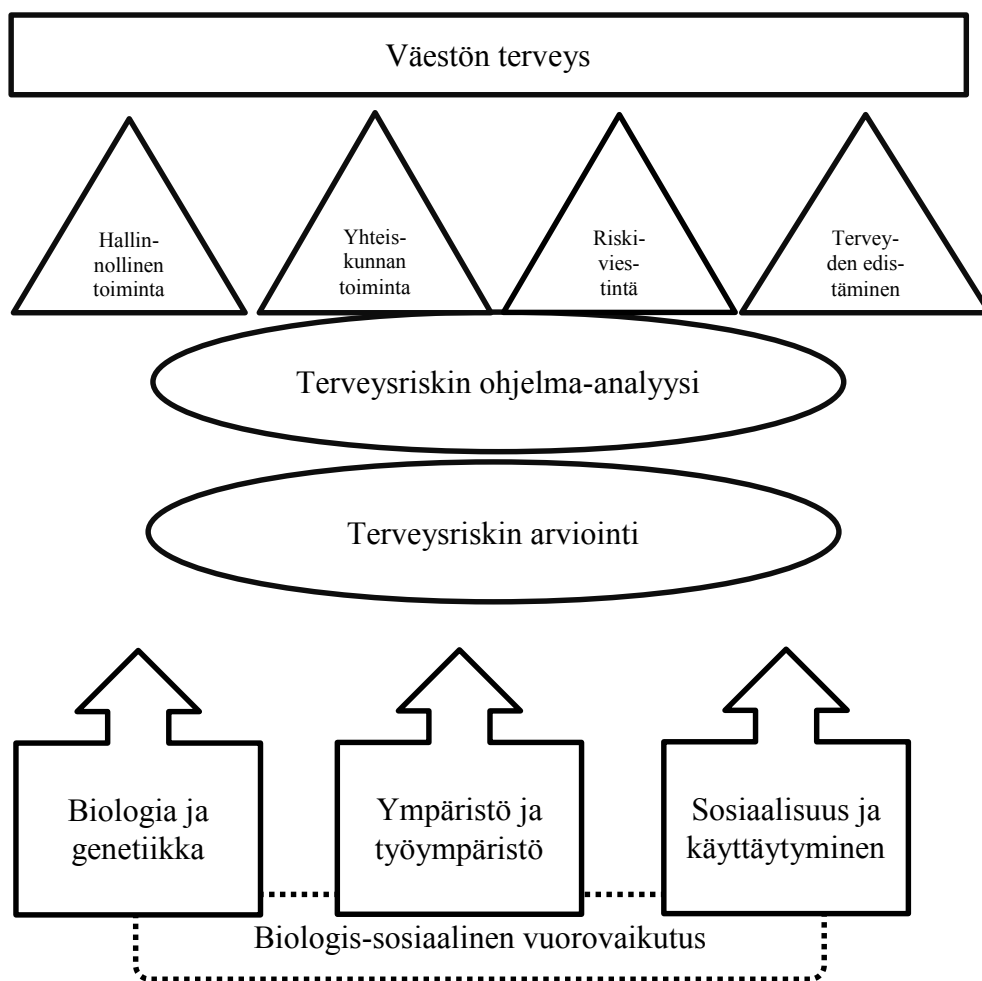 Väestön terveys
Hallin-
nollinen
toiminta
Yhteis-
kunnan
toiminta
Riski-
vies-
tintä
Tervey-
den edis-
täminen
Terveysriskin ohjelma-analyysi
Terveysriskin arviointi
Biologia ja
genetiikka
Ympäristö ja
työympäristö
Sosiaalisuus ja
käyttäytyminen
Biologis-sosiaalinen vuorovaikutus